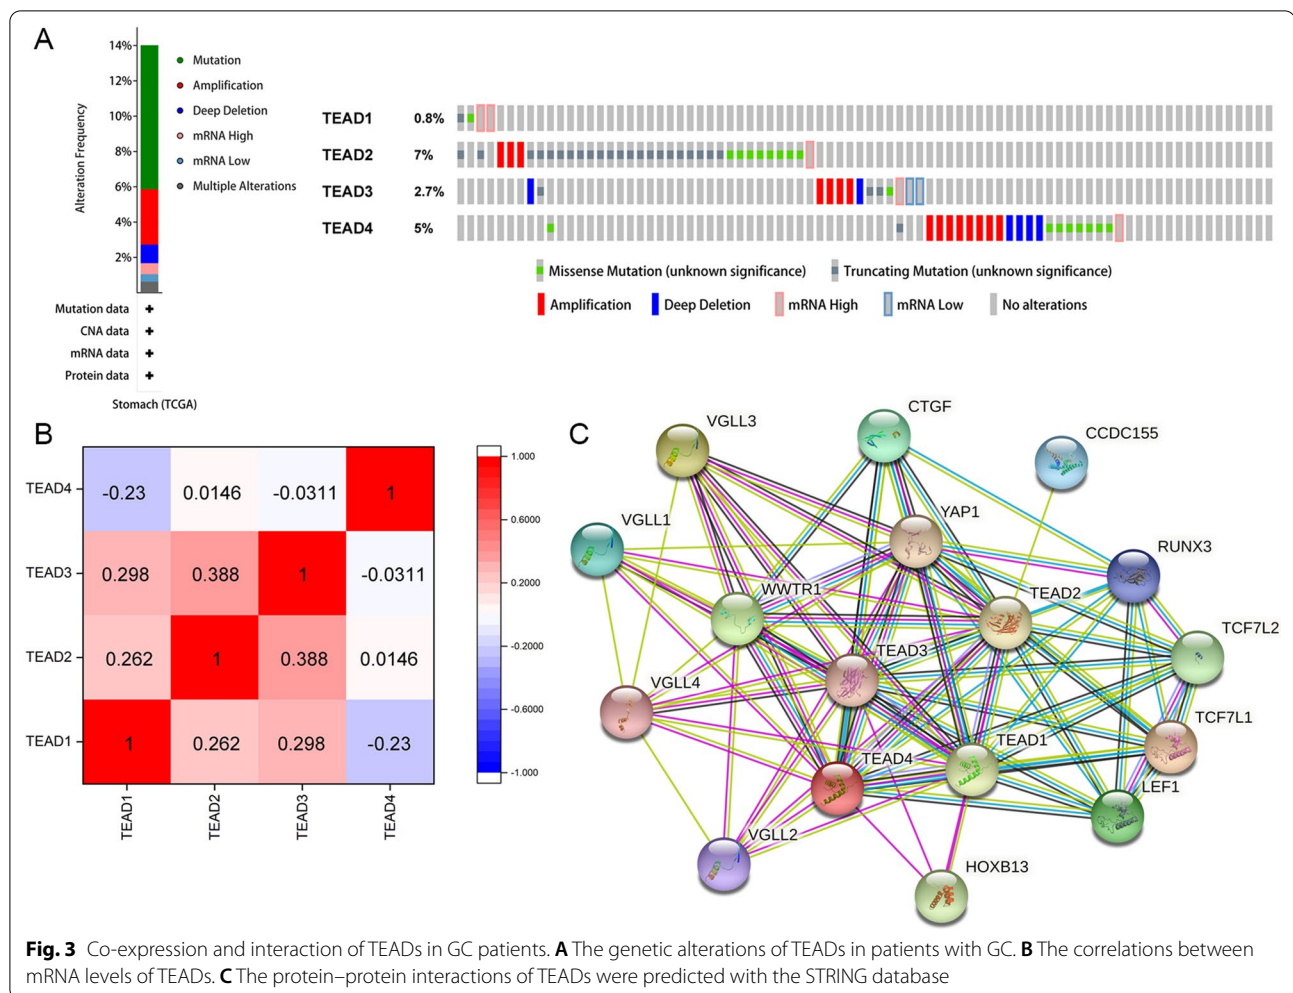 A
14%
12%
10%
8%
6%
4%
2%
Alteration Frequency
Mutation
Amplification
Deep Deletion
mRNA High
mRNA Low
Multiple Alterations
Mutation data +
CNA data +
mRNA data +
Protein data +
Stomach (TCGA)
TEAD1 0.8%
TEAD2 7%
TEAD3 2.7%
TEAD4 5%
Missense Mutation (unknown significance) Truncating Mutation (unknown significance)
Amplification Deep Deletion mRNA High mRNA Low No alterations
B
TEAD4 -0.23 0.0146 -0.0311 1
TEAD3 0.298 0.388 1 -0.0311
TEAD2 0.262 1 0.388 0.0146
TEAD1 1 0.262 0.298 -0.23
TEAD1 TEAD2 TEAD3 TEAD4
1.000
0.6000
0.2000
-0.2000
-0.6000
-1.000
C
VGLL3
CTGF
CCDC155
VGLL1
YAP1
RUNX3
WWTR1
TEAD2
TCF7L2
TEAD3
VGLL4
TCF7L1
TEAD1
TEAD4
LEF1
VGLL2
HOXB13
Fig. 3 Co-expression and interaction of TEADs in GC patients. A The genetic alterations of TEADs in patients with GC. B The correlations between
mRNA levels of TEADs. C The protein–protein interactions of TEADs were predicted with the STRING database